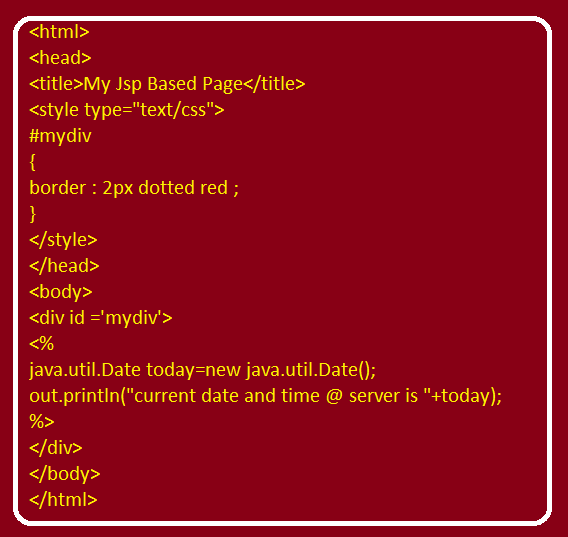 <html>
<head>
<title>My Jsp Based Page</title>
<style type="text/css">
#mydiv
{
border : 2px dotted red ;
}
</style>
</head>
<body>
<div id ='mydiv'>
<%
java.util.Date today=new java.util.Date();
out.println("current date and time @ server is "+today);
%>
</div>
</body>
</html>